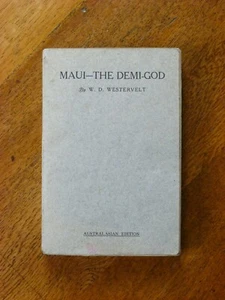 MAUI—THE DEMI-GOD
By W. D. WESTERVELT
AUSTRALASIAN EDITION